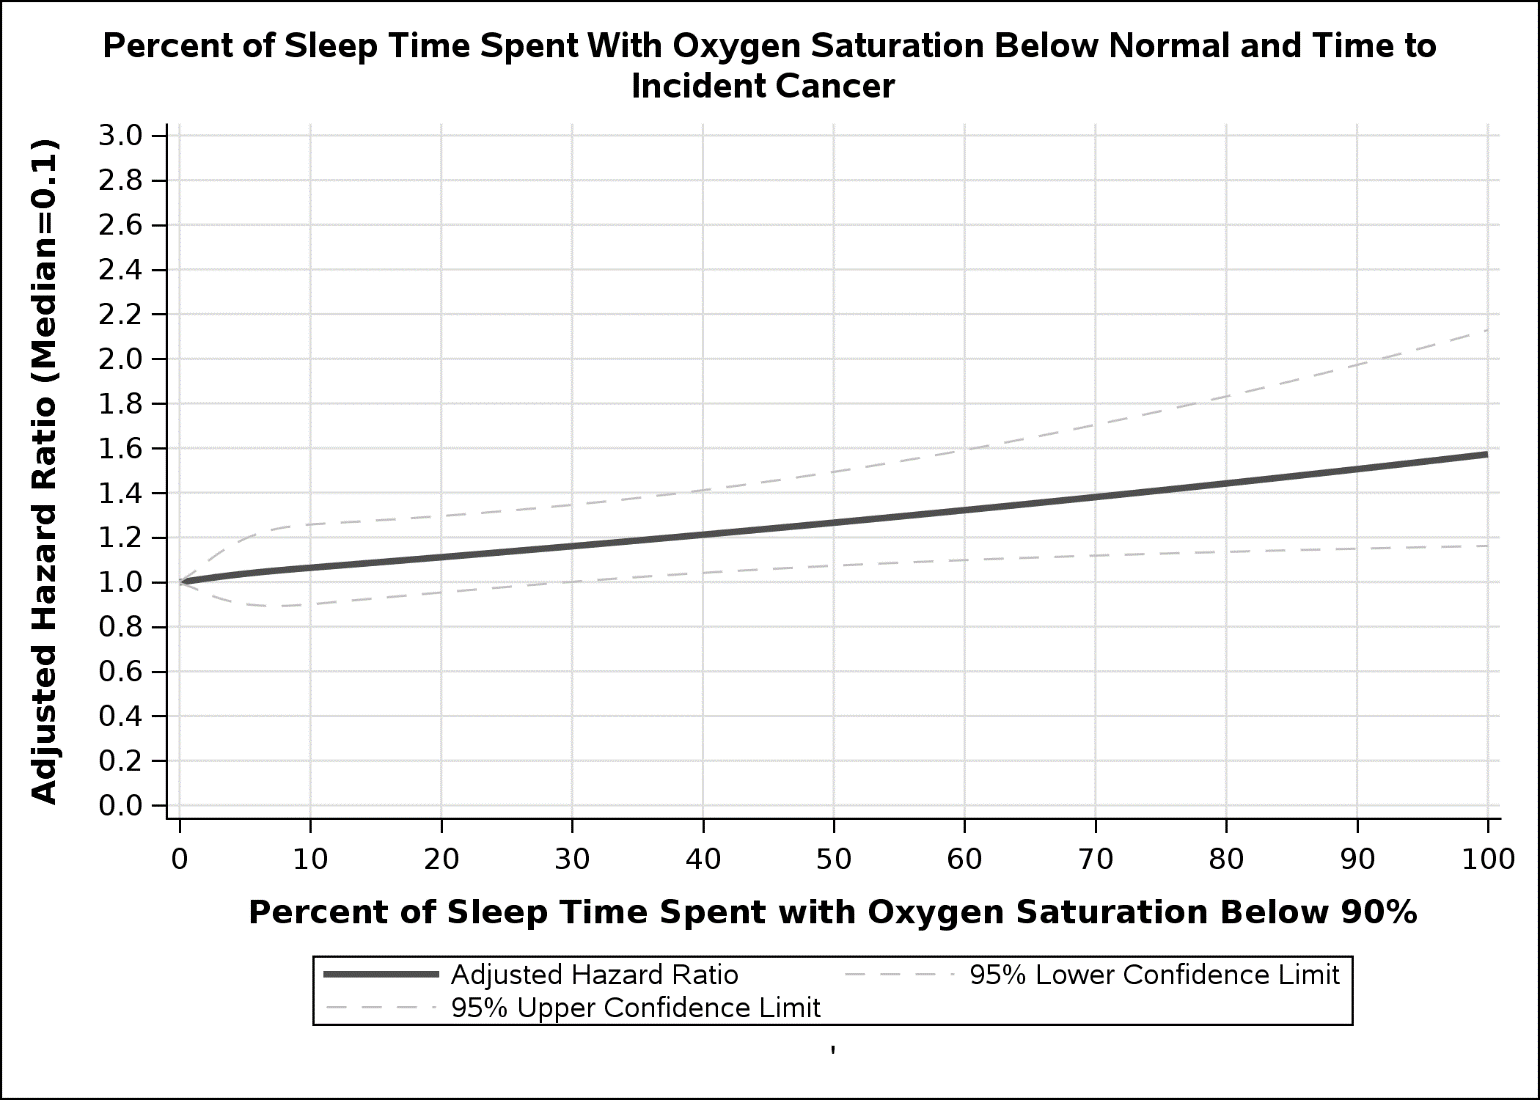 Percent of Sleep Time Spent With Oxygen Saturation Below Normal and Time to
Incident Cancer
Adjusted Hazard Ratio (Median=0.1)
3.0
2.8
2.6
2.4
2.2
2.0
1.8
1.6
1.4
1.2
1.0
0.8
0.6
0.4
0.2
0.0
0 10 20 30 40 50 60 70 80 90 100
Percent of Sleep Time Spent with Oxygen Saturation Below 90%
Adjusted Hazard Ratio 95% Lower Confidence Limit
95% Upper Confidence Limit
'